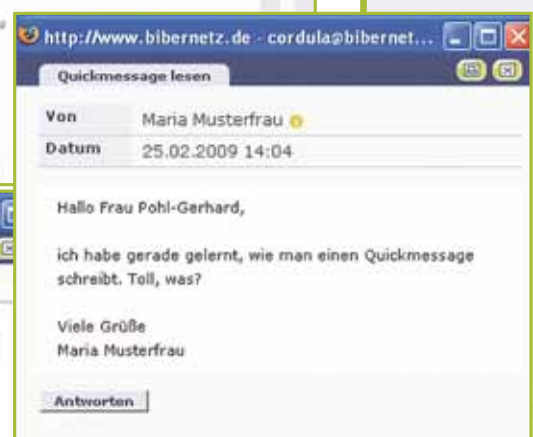 http://www.bibernetz.de - cordula@bibernet...
Quickmessage lesen
Von Maria Musterfrau
Datum 25.02.2009 14:04
Hallo Frau Pohl-Gerhard,
ich habe gerade gelernt, wie man einen Quickmessage
schreibt. Toll, was?
Viele Grüße
Maria Musterfrau
Antworten